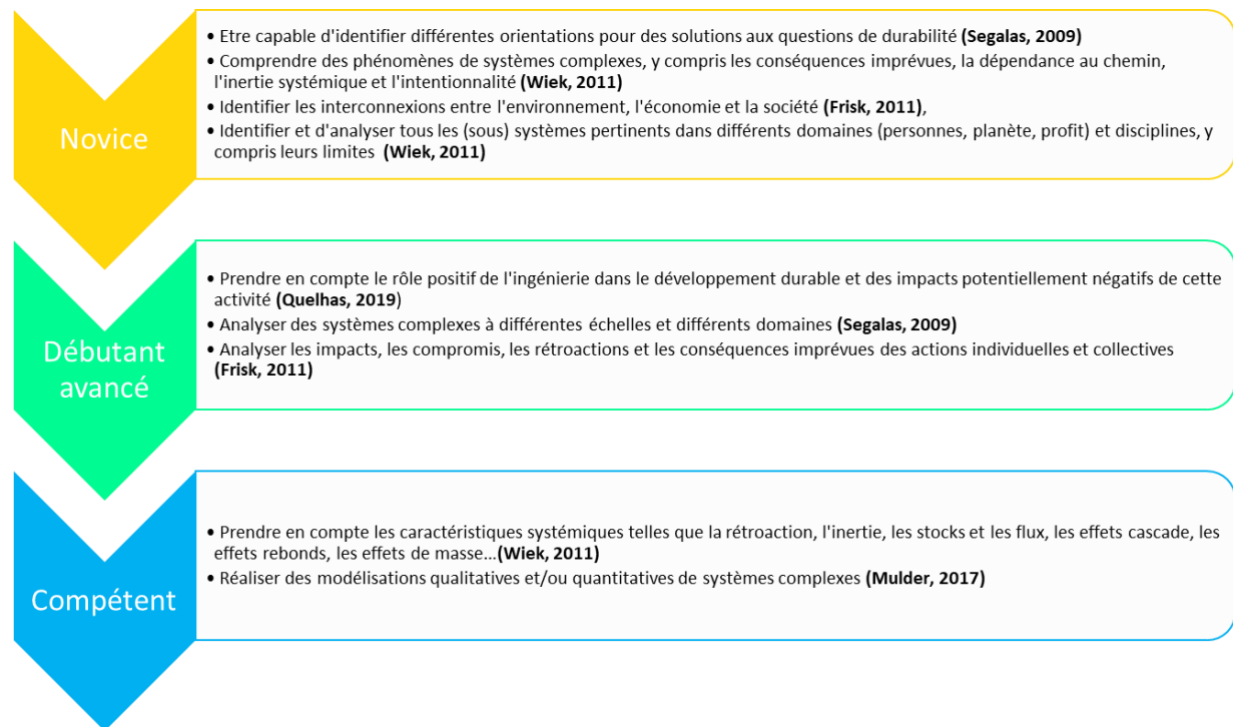 Novice
• Etre capable d'identifier différentes orientations pour des solutions aux questions de durabilité (Segalas, 2009)
• Comprendre des phénomènes de systèmes complexes, y compris les conséquences imprévues, la dépendance au chemin,
l'inertie systémique et l'intentionnalité (Wiek, 2011)
• Identifier les interconnexions entre l'environnement, l'économie et la société (Frisk, 2011),
• Identifier et d'analyser tous les (sous) systèmes pertinents dans différents domaines (personnes, planète, profit) et disciplines, y
compris leurs limites (Wiek, 2011)
Débutant
avancé
• Prendre en compte le rôle positif de l'ingénierie dans le développement durable et des impacts potentiellement négatifs de cette
activité (Quelhas, 2019)
• Analyser des systèmes complexes à différentes échelles et différents domaines (Segalas, 2009)
• Analyser les impacts, les compromis, les rétroactions et les conséquences imprévues des actions individuelles et collectives
(Frisk, 2011)
Compétent
• Prendre en compte les caractéristiques systémiques telles que la rétroaction, l'inertie, les stocks et les flux, les effets cascade, les
effets rebonds, les effets de masse...(Wiek, 2011)
• Réaliser des modélisations qualitatives et/ou quantitatives de systèmes complexes (Mulder, 2017)